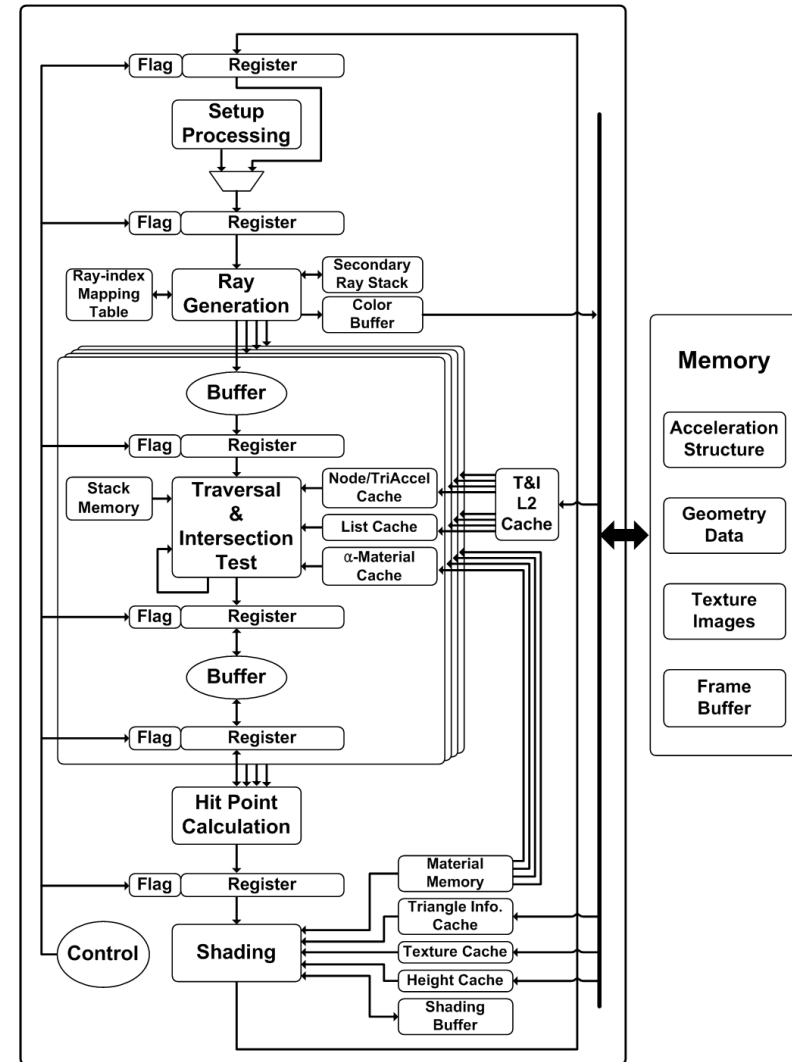 Flag Register
Setup
Processing
Flag Register
Ray-index
Mapping
Table
Ray
Generation
Secondary
Ray Stack
Color
Buffer
Buffer
Flag Register
Stack
Memory
Traversal
&
Intersection
Test
Node/TriAccel
Cache
List Cache
α-Material
Cache
T&I
L2
Cache
Flag Register
Buffer
Flag Register
Hit Point
Calculation
Flag Register
Control
Shading
Material
Memory
Triangle Info.
Cache
Texture Cache
Height Cache
Shading
Buffer
Memory
Acceleration
Structure
Geometry
Data
Texture
Images
Frame
Buffer